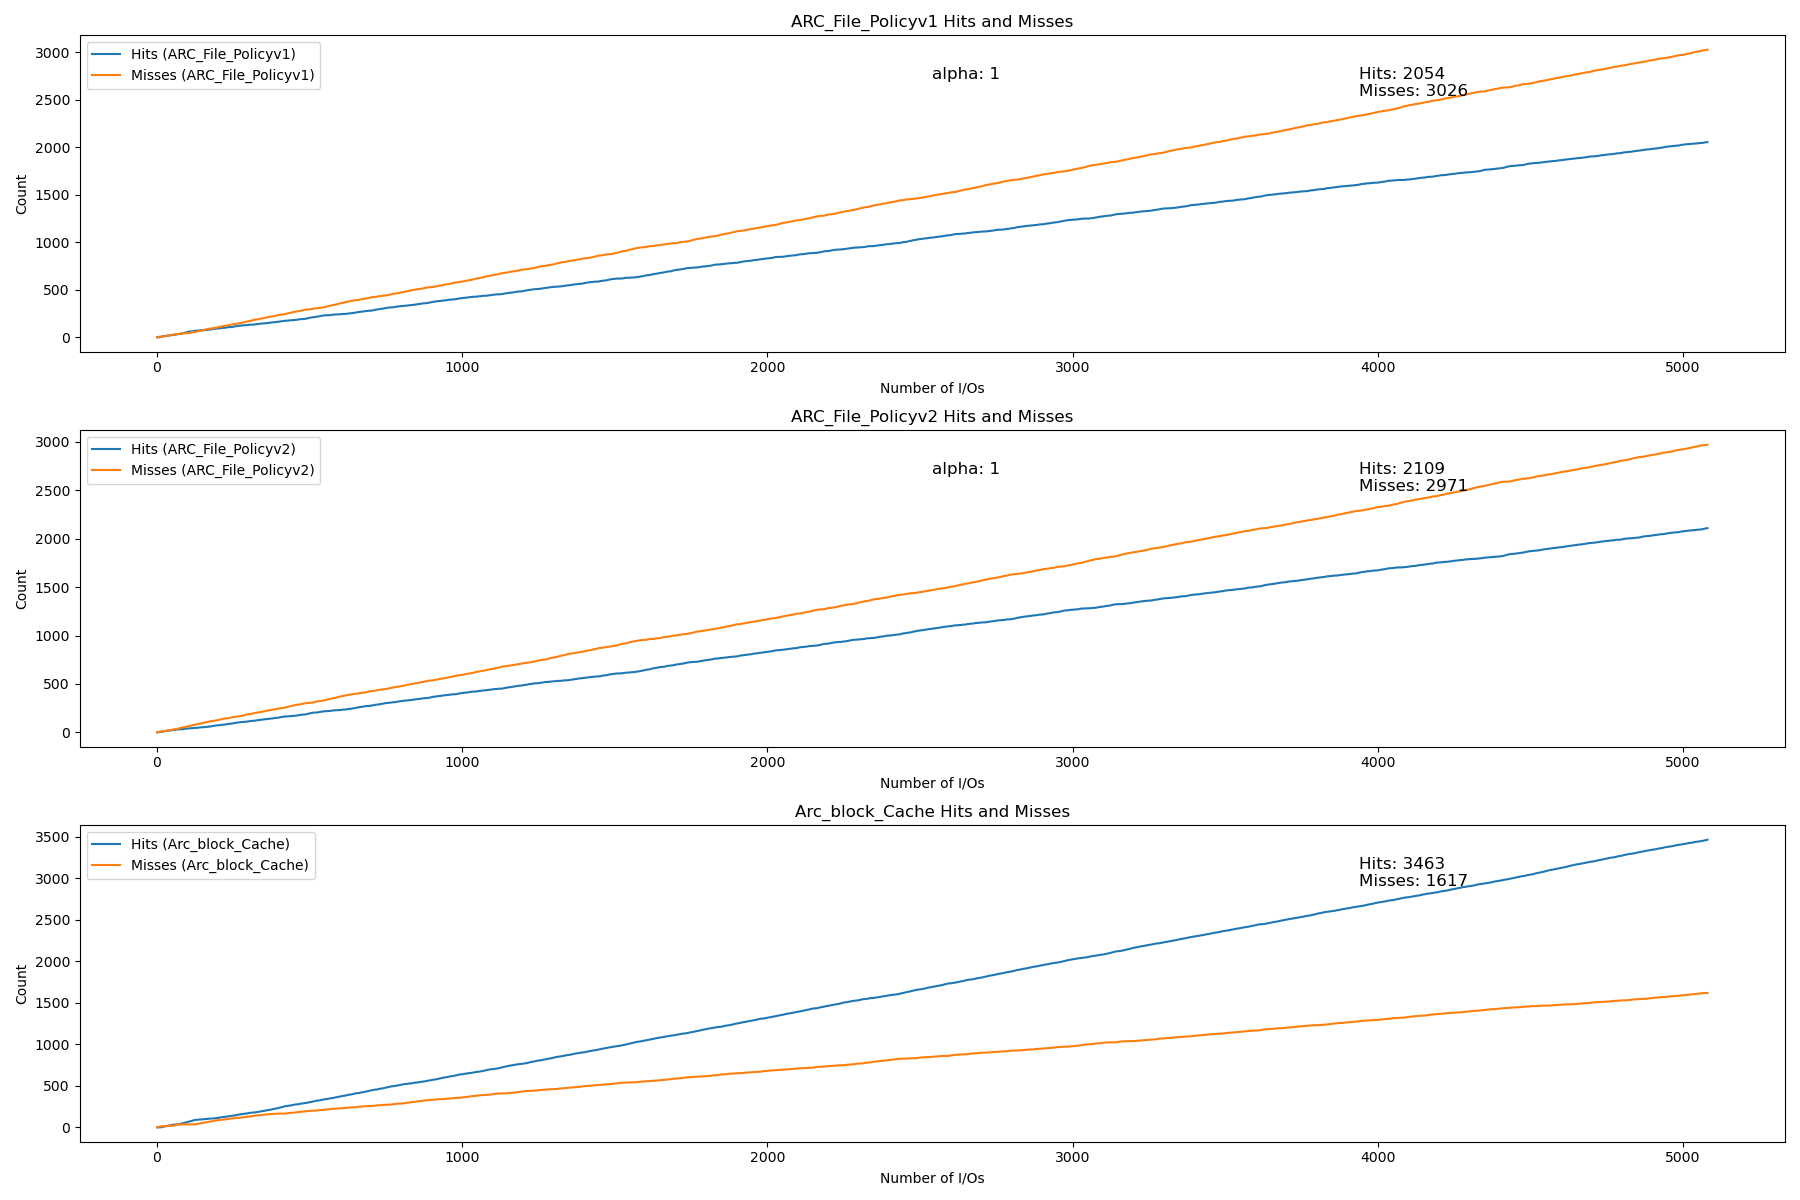 ARC_File_Policyv1 Hits and Misses
Hits (ARC_File_Policyv1)
Misses (ARC_File_Policyv1)
alpha: 1
Hits: 2054
Misses: 3026
Count
3000
2500
2000
1500
1000
500
0
0 1000 2000 3000 4000 5000
Number of I/Os
ARC_File_Policyv2 Hits and Misses
Hits (ARC_File_Policyv2)
Misses (ARC_File_Policyv2)
alpha: 1
Hits: 2109
Misses: 2971
Count
3000
2500
2000
1500
1000
500
0
0 1000 2000 3000 4000 5000
Number of I/Os
Arc_block_Cache Hits and Misses
Hits (Arc_block_Cache)
Misses (Arc_block_Cache)
Hits: 3463
Misses: 1617
Count
3500
3000
2500
2000
1500
1000
500
0
0 1000 2000 3000 4000 5000
Number of I/Os